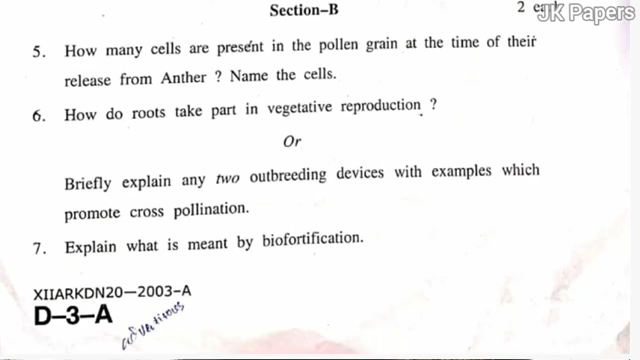 Section–B
2 each
JK Papers
5. How many cells are present in the pollen grain at the time of their
release from Anther ? Name the cells.
6. How do roots take part in vegetative reproduction ?
Or
Briefly explain any two outbreeding devices with examples which
promote cross pollination.
7. Explain what is meant by biofortification.
XIIARKDN20—2003—A
D–3–A